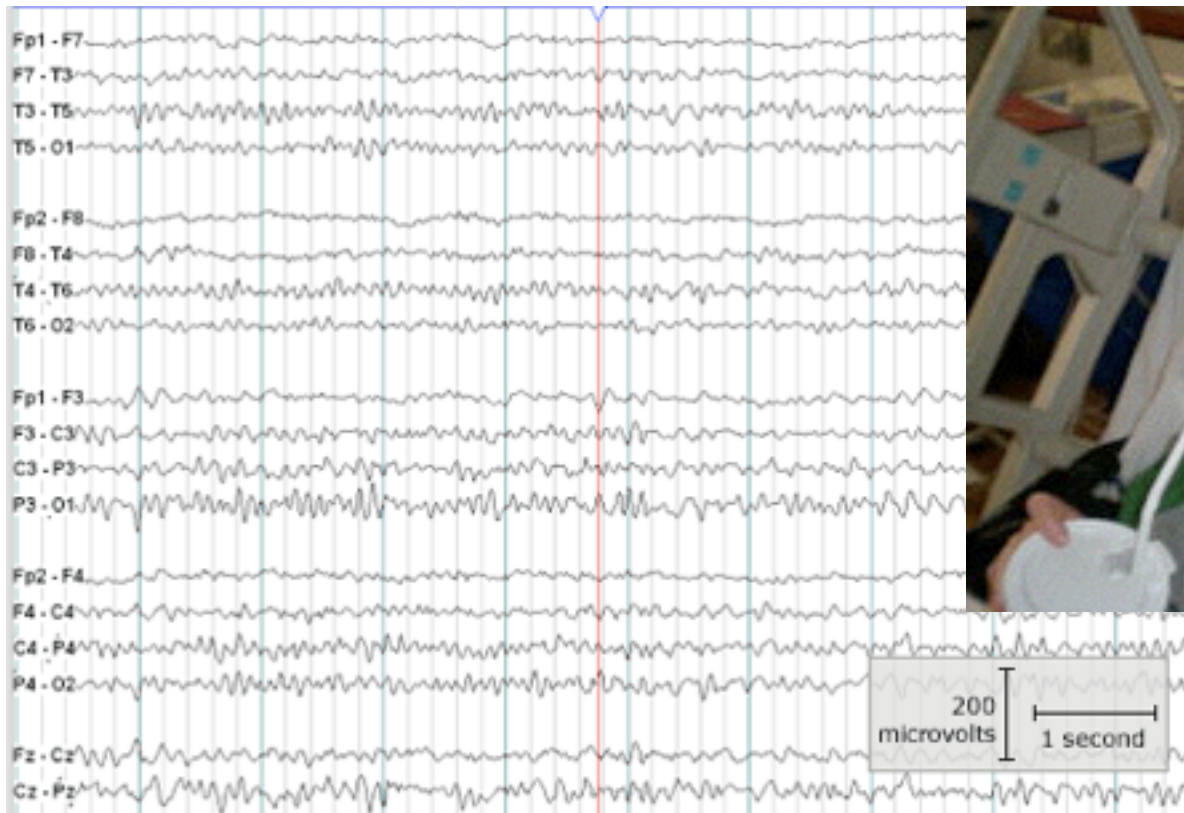 Fp1 - F7
F7 - T3
T3 - T5
T5 - O1
Fp2 - F8
F8 - T4
T4 - T6
T6 - O2
Fp1 - F3
F3 - C3
C3 - P3
P3 - O1
Fp2 - F4
F4 - C4
C4 - P4
P4 - O2
Fz - Cz
Cz - Pz
200
microvolts
1 second